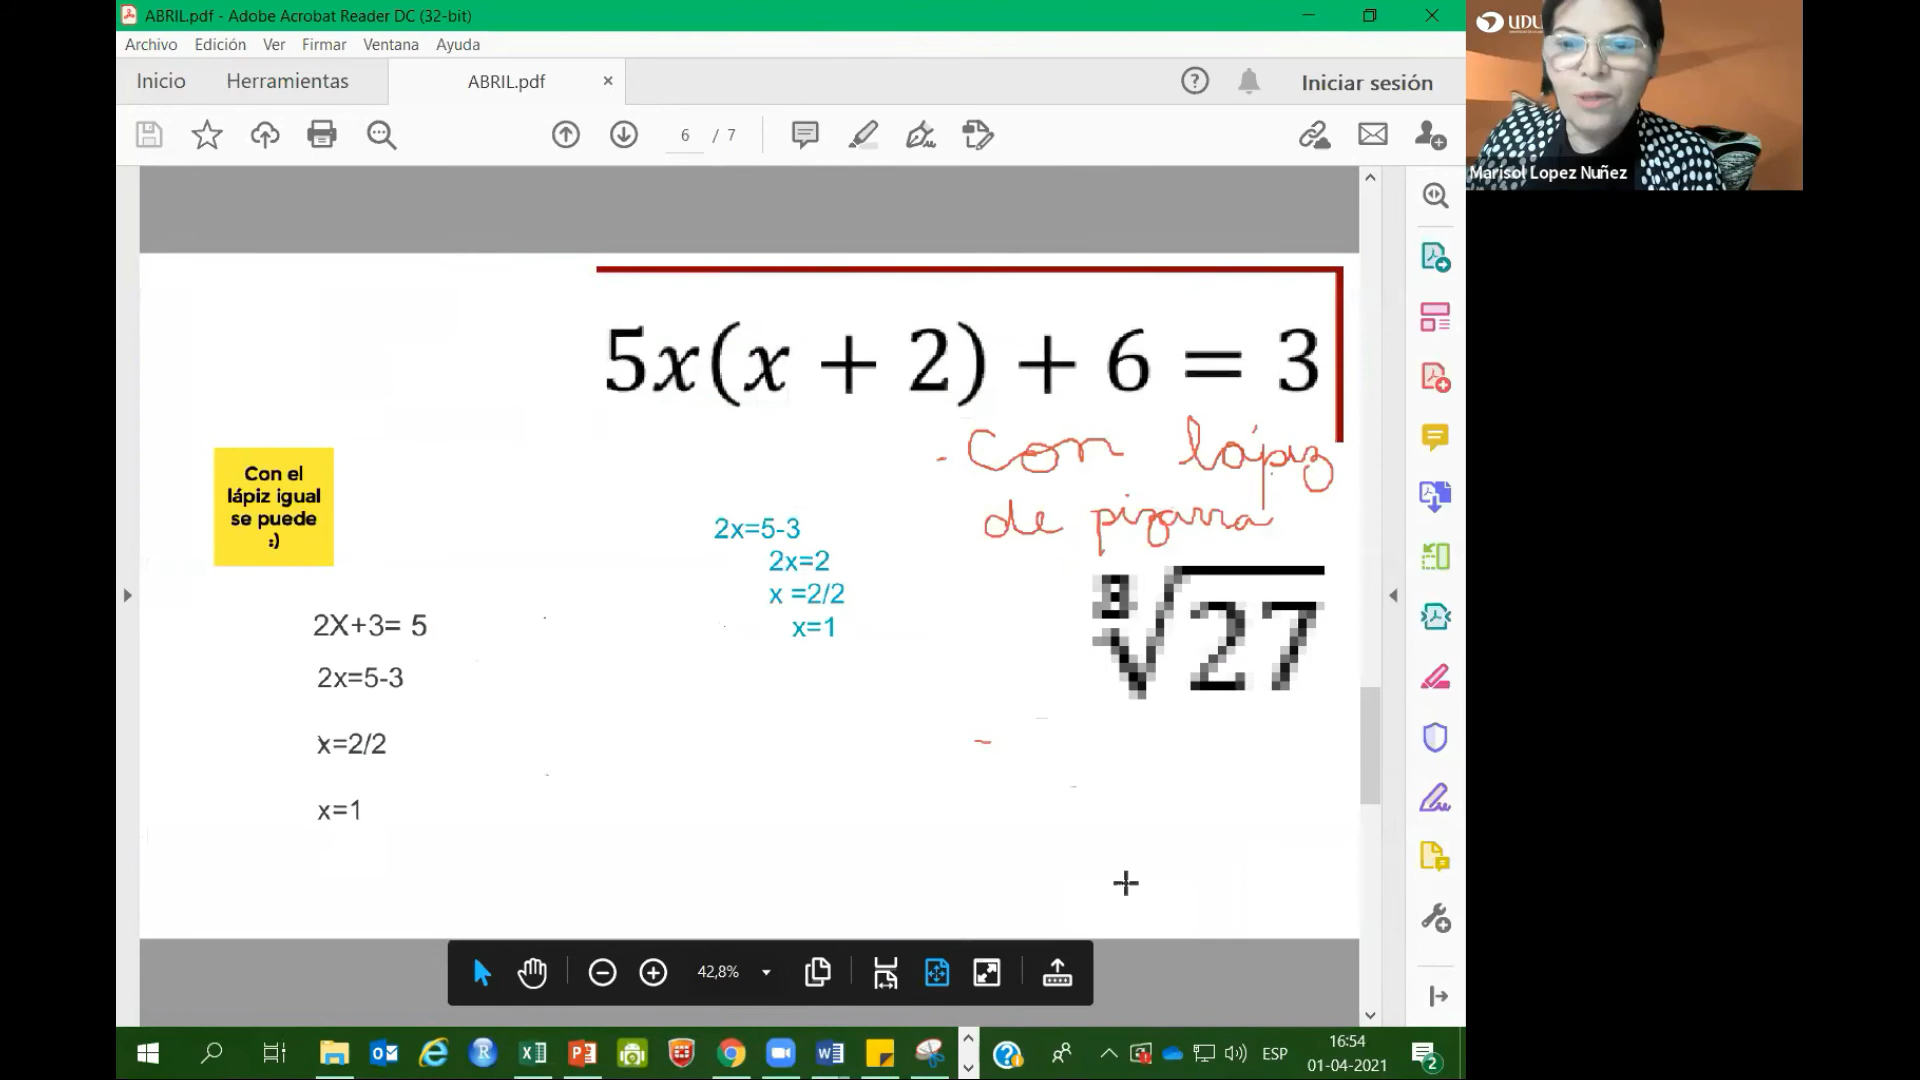 ABRIL.pdf - Adobe Acrobat Reader DC (32-bit)
Archivo Edición Ver Firmar Ventana Ayuda
Inicio Herramientas ABRIL.pdf × Iniciar sesión
6 / 7
UDLA
Marisol Lopez Nuñez
5x(x + 2) + 6 = 3
- Con lápiz
de pizarra
Con el
lápiz igual
se puede
:)
2x=5-3
2x=2
x =2/2
x=1
∛27
2X+3= 5
2x=5-3
x=2/2
x=1
42,8%
ESP
16:54
01-04-2021
2